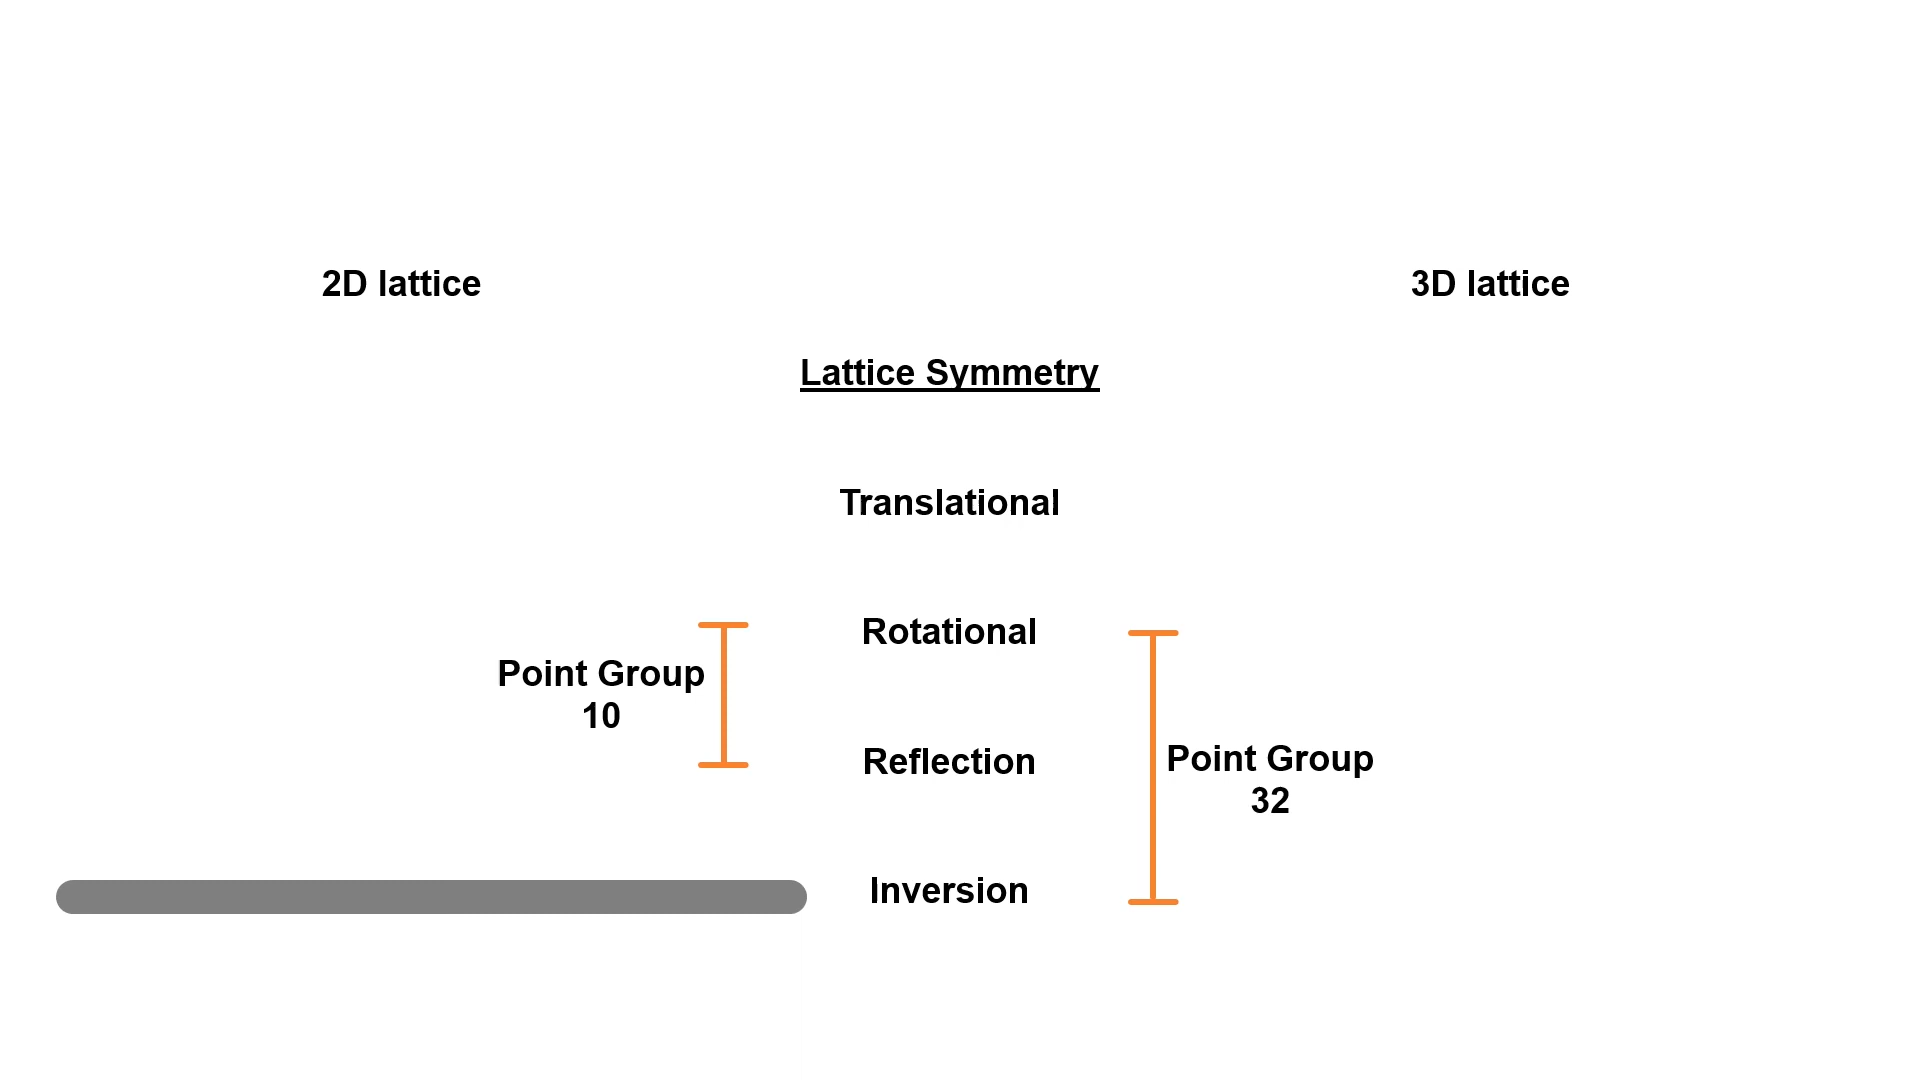 2D lattice
3D lattice
Lattice Symmetry
Translational
Rotational
Point Group
10
Reflection
Point Group
32
Inversion